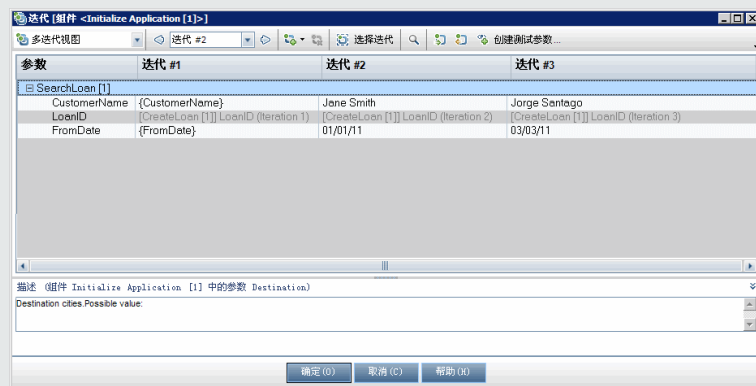 迭代 [组件 <Initialize Application [1]>]
多迭代视图 迭代 #2 选择迭代 创建测试参数...
参数 迭代 #1 迭代 #2 迭代 #3
SearchLoan [1]
CustomerName {CustomerName} Jane Smith Jorge Santago
LoanID [CreateLoan [1]] LoanID (Iteration 1) [CreateLoan [1]] LoanID (Iteration 2) [CreateLoan [1]] LoanID (Iteration 3)
FromDate {FromDate} 01/01/11 03/03/11
描述 (组件 Initialize Application [1] 中的参数 Destination)
Destination cities.Possible value:
确定(O) 取消(C) 帮助(H)